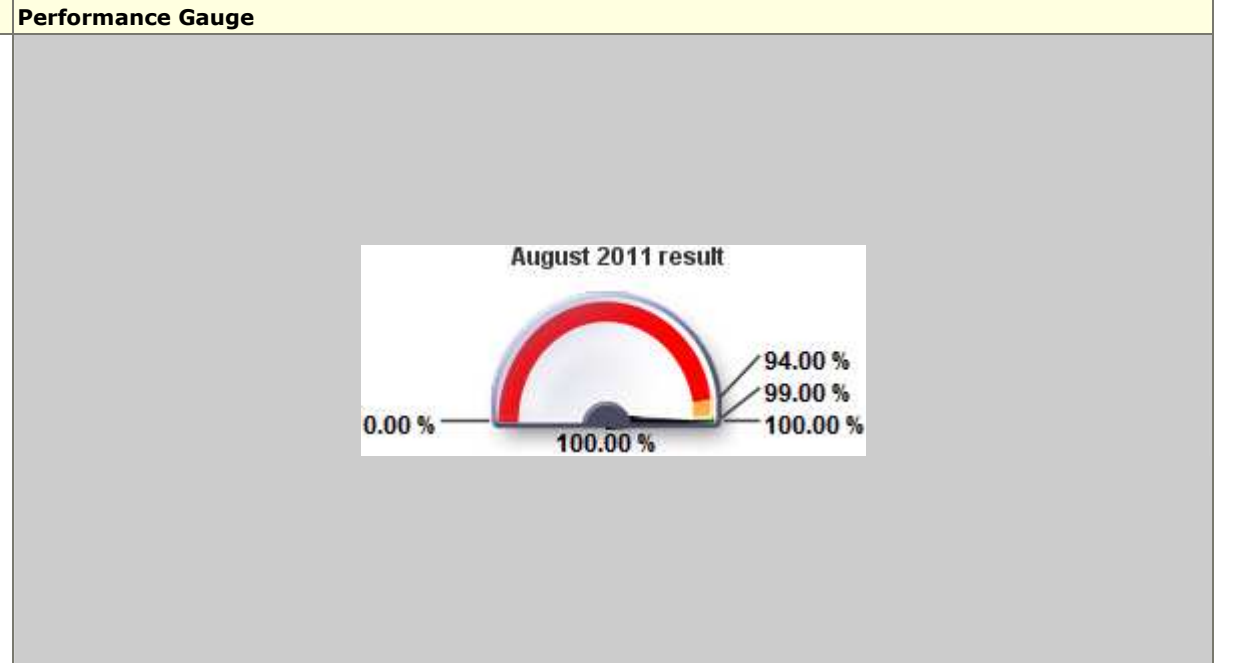 Performance Gauge
August 2011 result
94.00 %
99.00 %
0.00 %
100.00 %
100.00 %